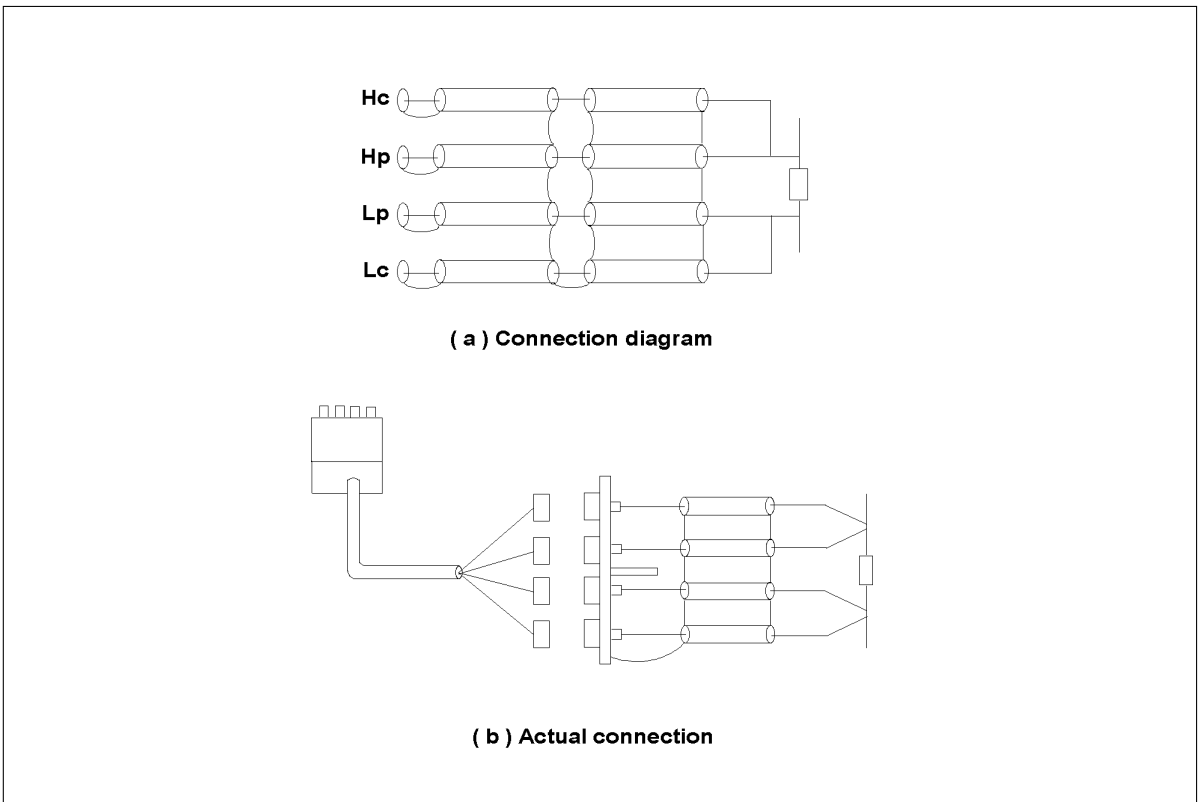 Hc
Hp
Lp
Lc
( a ) Connection diagram
( b ) Actual connection